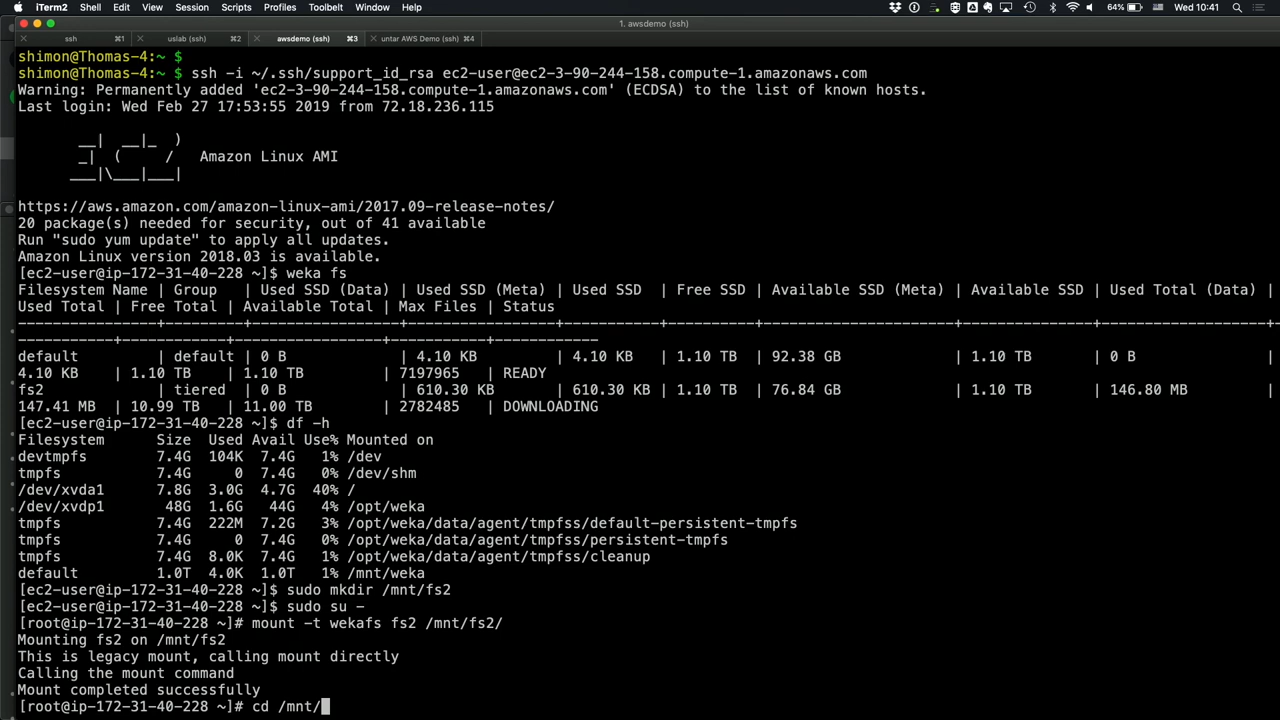 iTerm2 Shell Edit View Session Scripts Profiles Toolbelt Window Help 64% Wed 10:41
1. awsdemo (ssh)
ssh ⌘1 uslab (ssh) ⌘2 awsdemo (ssh) ⌘3 untar AWS Demo (ssh) ⌘4
shimon@Thomas-4:~ $
shimon@Thomas-4:~ $ ssh -i ~/.ssh/support_id_rsa ec2-user@ec2-3-90-244-158.compute-1.amazonaws.com
Warning: Permanently added 'ec2-3-90-244-158.compute-1.amazonaws.com' (ECDSA) to the list of known hosts.
Last login: Wed Feb 27 17:53:55 2019 from 72.18.236.115
__|  __|_  )
_|  (     /   Amazon Linux AMI
___|\___|___|
https://aws.amazon.com/amazon-linux-ami/2017.09-release-notes/
20 package(s) needed for security, out of 41 available
Run "sudo yum update" to apply all updates.
Amazon Linux version 2018.03 is available.
[ec2-user@ip-172-31-40-228 ~]$ weka fs
Filesystem Name | Group   | Used SSD (Data) | Used SSD (Meta) | Used SSD  | Free SSD | Available SSD (Meta) | Available SSD | Used Total (Data) |
Used Total | Free Total | Available Total | Max Files | Status
----------------+---------+-----------------+-----------------+-----------+----------+----------------------+---------------+-------------------+
-----------+------------+-----------------+-----------+------------
default         | default | 0 B             | 4.10 KB         | 4.10 KB   | 1.10 TB  | 92.38 GB             | 1.10 TB       | 0 B               |
4.10 KB    | 1.10 TB    | 1.10 TB         | 7197965   | READY
fs2             | tiered  | 0 B             | 610.30 KB       | 610.30 KB | 1.10 TB  | 76.84 GB             | 1.10 TB       | 146.80 MB         |
147.41 MB  | 10.99 TB   | 11.00 TB        | 2782485   | DOWNLOADING
[ec2-user@ip-172-31-40-228 ~]$ df -h
Filesystem      Size  Used Avail Use% Mounted on
devtmpfs        7.4G  104K  7.4G   1% /dev
tmpfs           7.4G     0  7.4G   0% /dev/shm
/dev/xvda1      7.8G  3.0G  4.7G  40% /
/dev/xvdp1       48G  1.6G   44G   4% /opt/weka
tmpfs           7.4G  222M  7.2G   3% /opt/weka/data/agent/tmpfss/default-persistent-tmpfs
tmpfs           7.4G     0  7.4G   0% /opt/weka/data/agent/tmpfss/persistent-tmpfs
tmpfs           7.4G  8.0K  7.4G   1% /opt/weka/data/agent/tmpfss/cleanup
default         1.0T  4.0K  1.0T   1% /mnt/weka
[ec2-user@ip-172-31-40-228 ~]$ sudo mkdir /mnt/fs2
[ec2-user@ip-172-31-40-228 ~]$ sudo su -
[root@ip-172-31-40-228 ~]# mount -t wekafs fs2 /mnt/fs2/
Mounting fs2 on /mnt/fs2
This is legacy mount, calling mount directly
Calling the mount command
Mount completed successfully
[root@ip-172-31-40-228 ~]# cd /mnt/